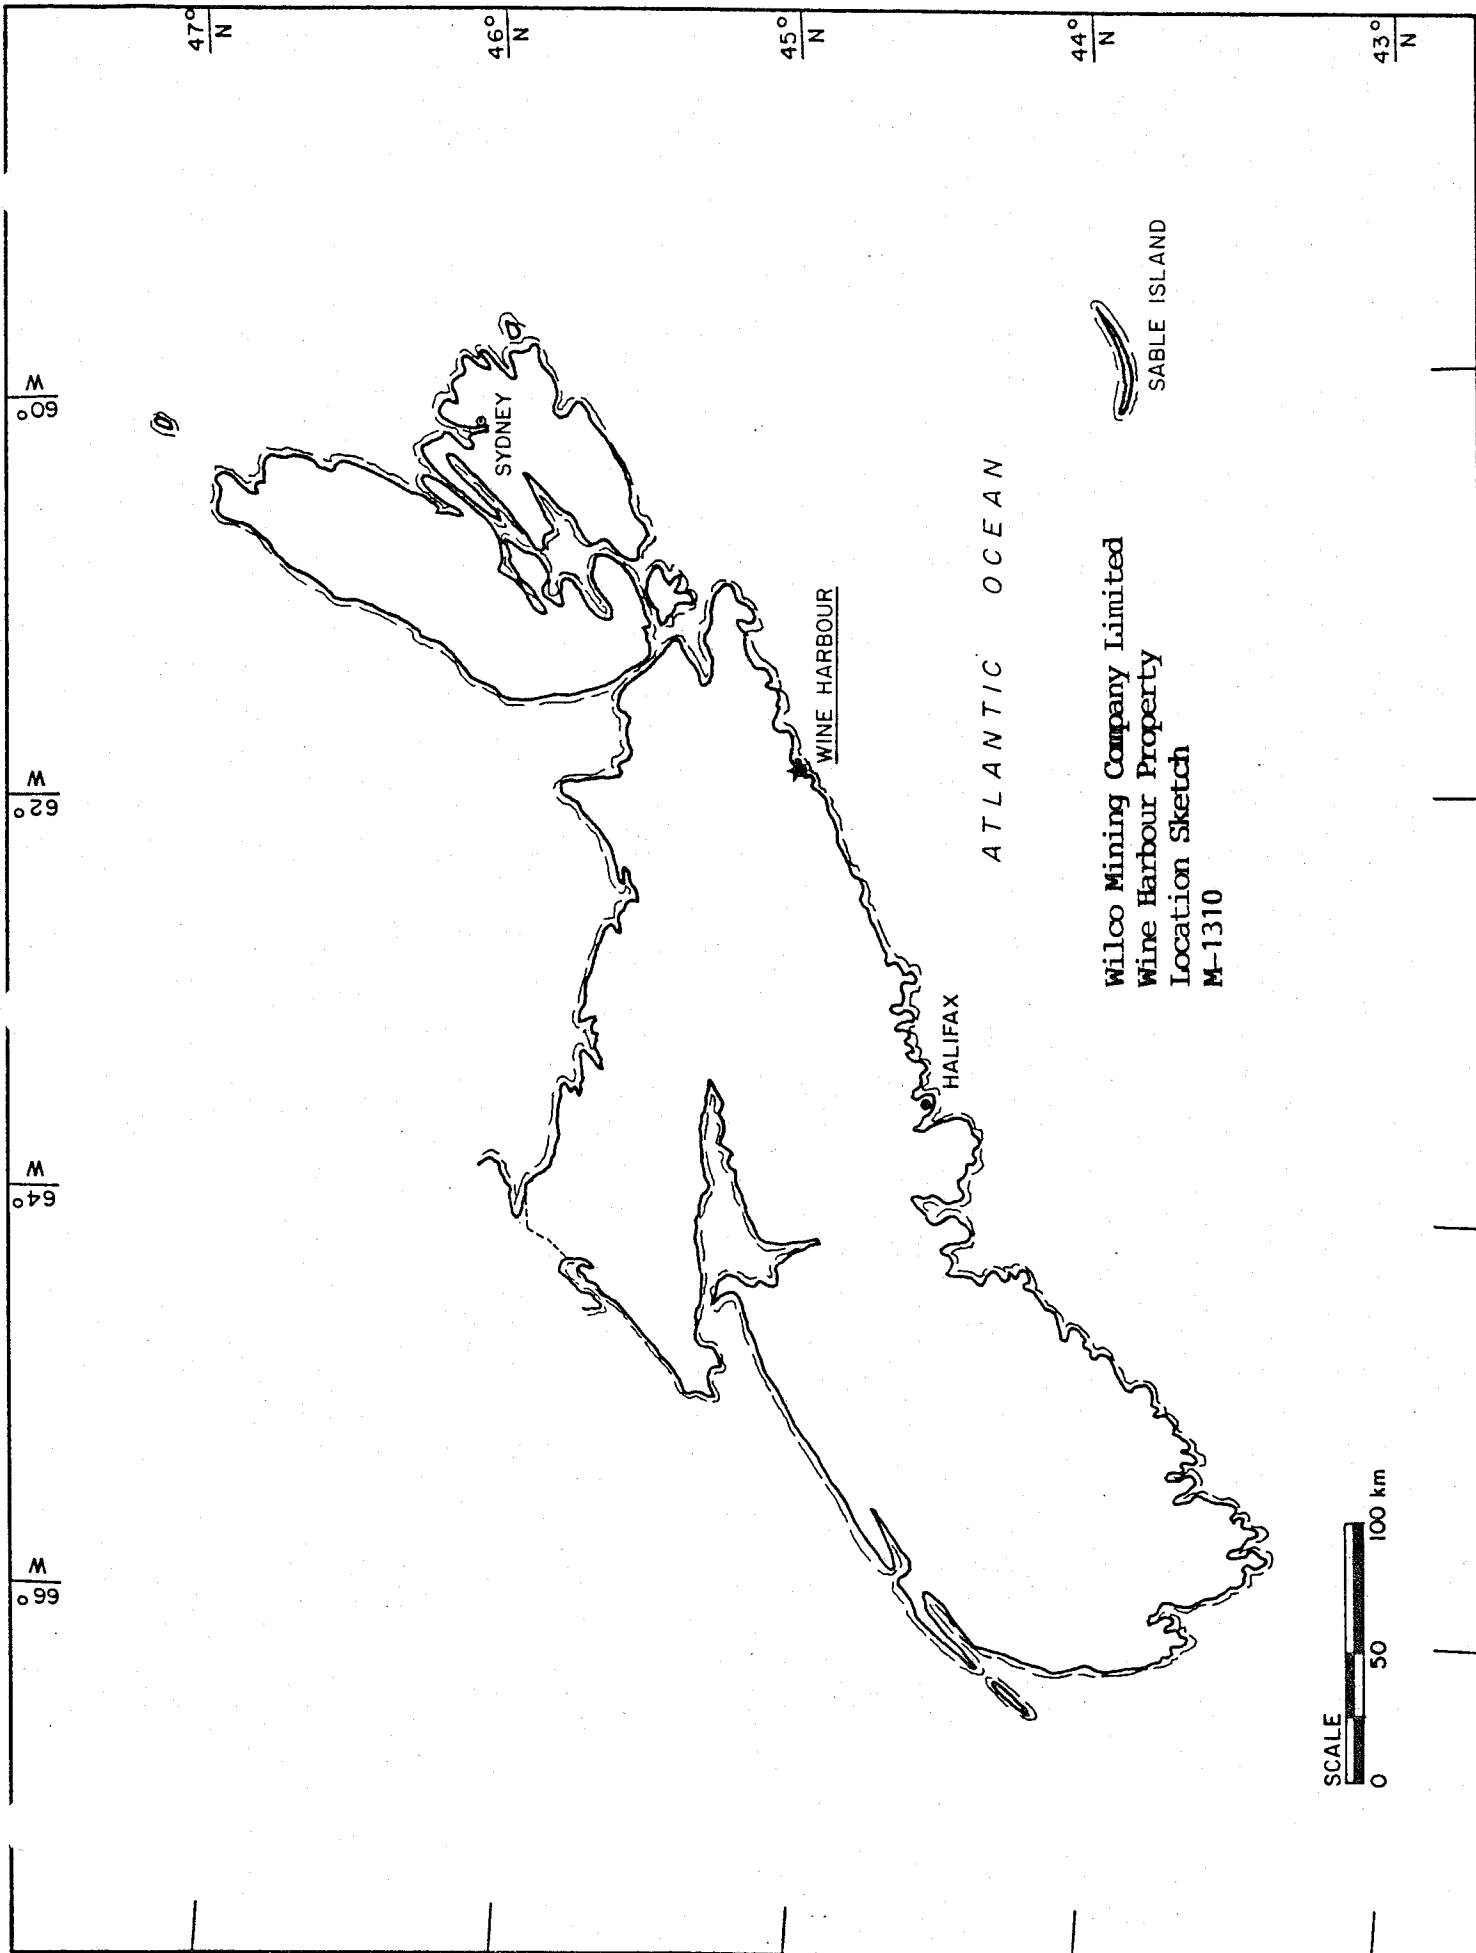 66°
W
64°
W
62°
W
60°
W
47°
N
46°
N
45°
N
44°
N
43°
N
SYDNEY
WINE HARBOUR
HALIFAX
ATLANTIC OCEAN
SABLE ISLAND
Wilco Mining Company Limited
Wine Harbour Property
Location Sketch
M-1310
SCALE
0 50 100 km